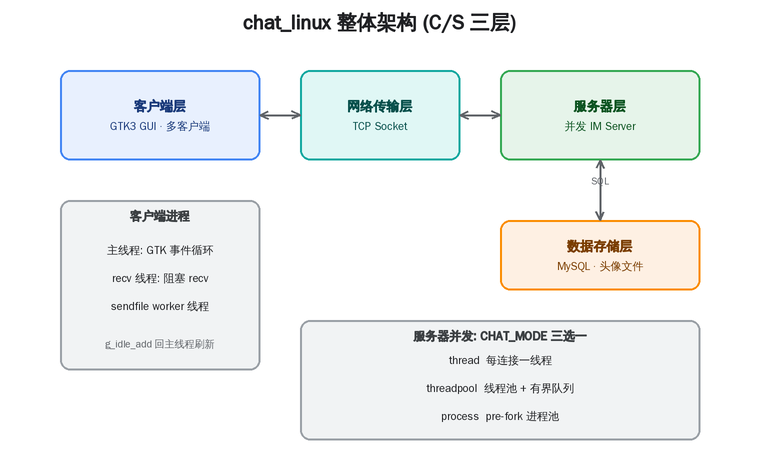 chat_linux 整体架构 (C/S 三层)
客户端层
GTK3 GUI · 多客户端
网络传输层
TCP Socket
服务器层
并发 IM Server
SQL
数据存储层
MySQL · 头像文件
客户端进程
主线程: GTK 事件循环
recv 线程: 阻塞 recv
sendfile worker 线程
g_idle_add 回主线程刷新
服务器并发: CHAT_MODE 三选一
thread 每连接一线程
threadpool 线程池 + 有界队列
process pre-fork 进程池